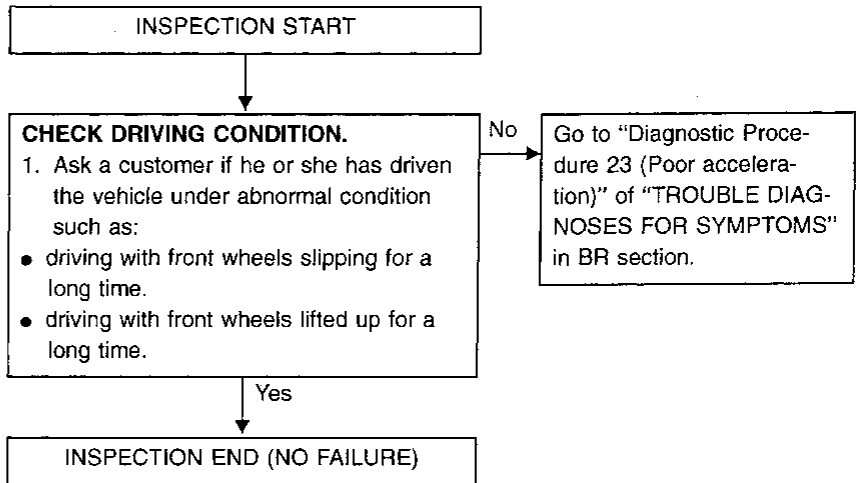 INSPECTION START
CHECK DRIVING CONDITION.
1. Ask a customer if he or she has driven
the vehicle under abnormal condition
such as:
● driving with front wheels slipping for a
long time.
● driving with front wheels lifted up for a
long time.
No
Go to “Diagnostic Proce-
dure 23 (Poor accelera-
tion)” of “TROUBLE DIAG-
NOSES FOR SYMPTOMS”
in BR section.
Yes
INSPECTION END (NO FAILURE)